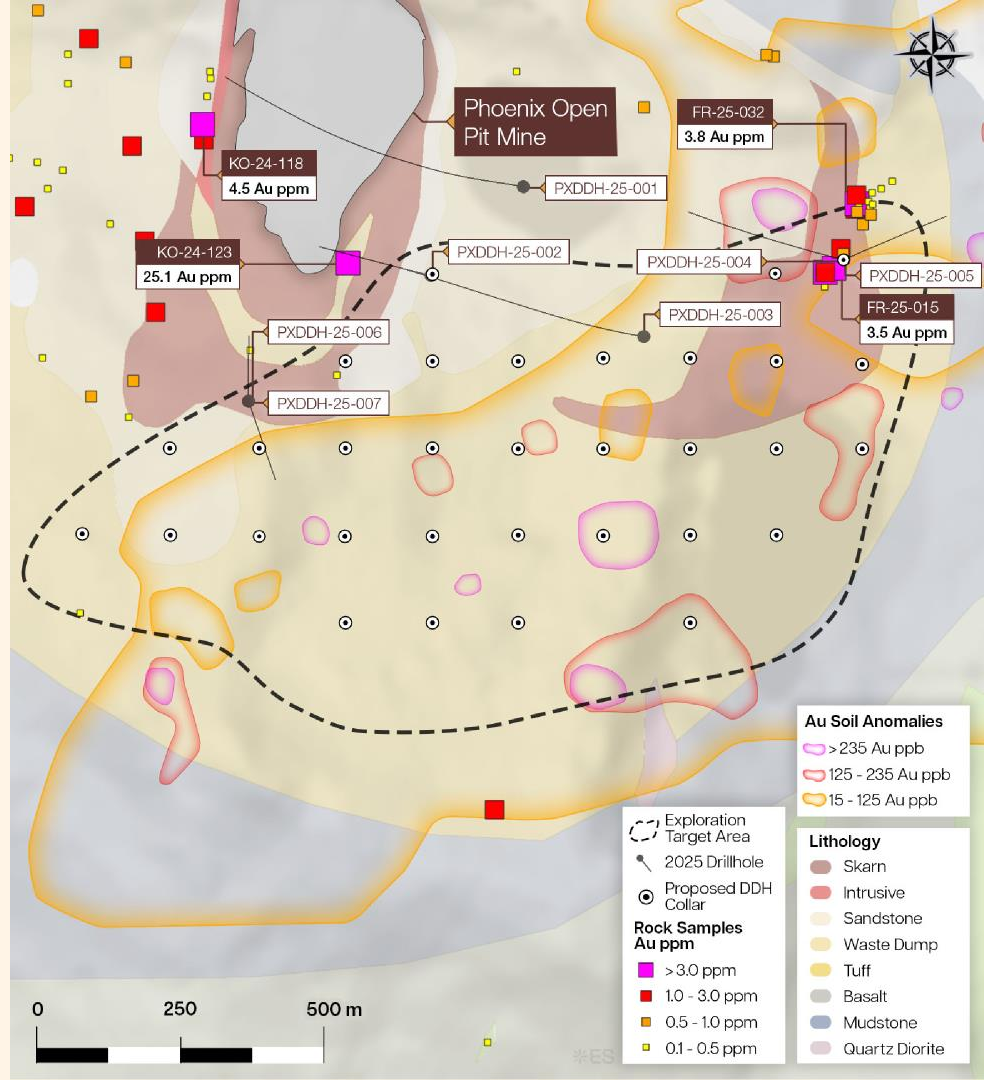 Phoenix Open
Pit Mine
FR-25-032
3.8 Au ppm
KO-24-118
4.5 Au ppm
PXDDH-25-001
KO-24-123
25.1 Au ppm
PXDDH-25-002
PXDDH-25-004
PXDDH-25-005
FR-25-015
3.5 Au ppm
PXDDH-25-003
PXDDH-25-006
PXDDH-25-007
Au Soil Anomalies
>235 Au ppb
125 - 235 Au ppb
15 - 125 Au ppb
Exploration
Target Area
2025 Drillhole
Proposed DDH
Collar
Rock Samples
Au ppm
>3.0 ppm
1.0 - 3.0 ppm
0.5 - 1.0 ppm
0.1 - 0.5 ppm
Lithology
Skarn
Intrusive
Sandstone
Waste Dump
Tuff
Basalt
Mudstone
Quartz Diorite
0 250 500 m
ES